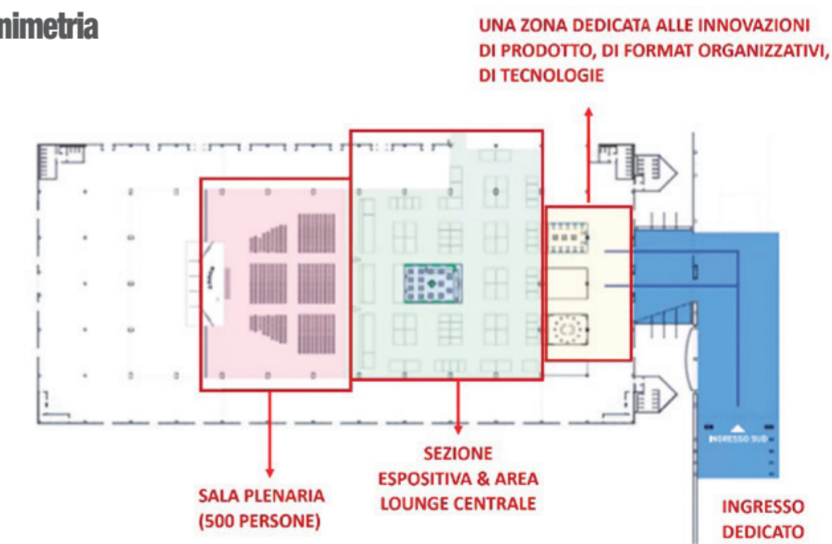 nimetria
UNA ZONA DEDICATA ALLE INNOVAZIONI
DI PRODOTTO, DI FORMAT ORGANIZZATIVI,
DI TECNOLOGIE
INGRESSO SUD
SEZIONE
ESPOSITIVA & AREA
LOUNGE CENTRALE
SALA PLENARIA
(500 PERSONE)
INGRESSO
DEDICATO